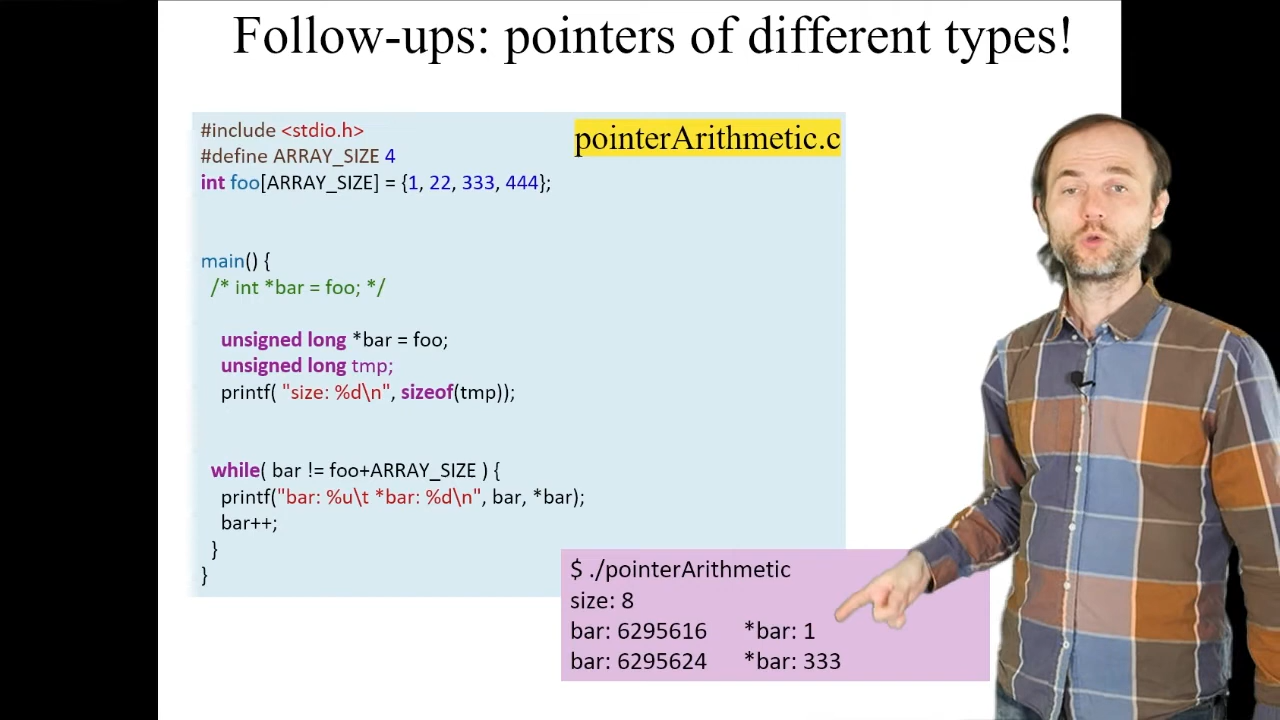 Follow-ups: pointers of different types!
pointerArithmetic.c
#include <stdio.h>
#define ARRAY_SIZE 4
int foo[ARRAY_SIZE] = {1, 22, 333, 444};
main() {
/* int *bar = foo; */
unsigned long *bar = foo;
unsigned long tmp;
printf( "size: %d\n", sizeof(tmp));
while( bar != foo+ARRAY_SIZE ) {
printf("bar: %u\t *bar: %d\n", bar, *bar);
bar++;
}
}
$ ./pointerArithmetic
size: 8
bar: 6295616 *bar: 1
bar: 6295624 *bar: 333